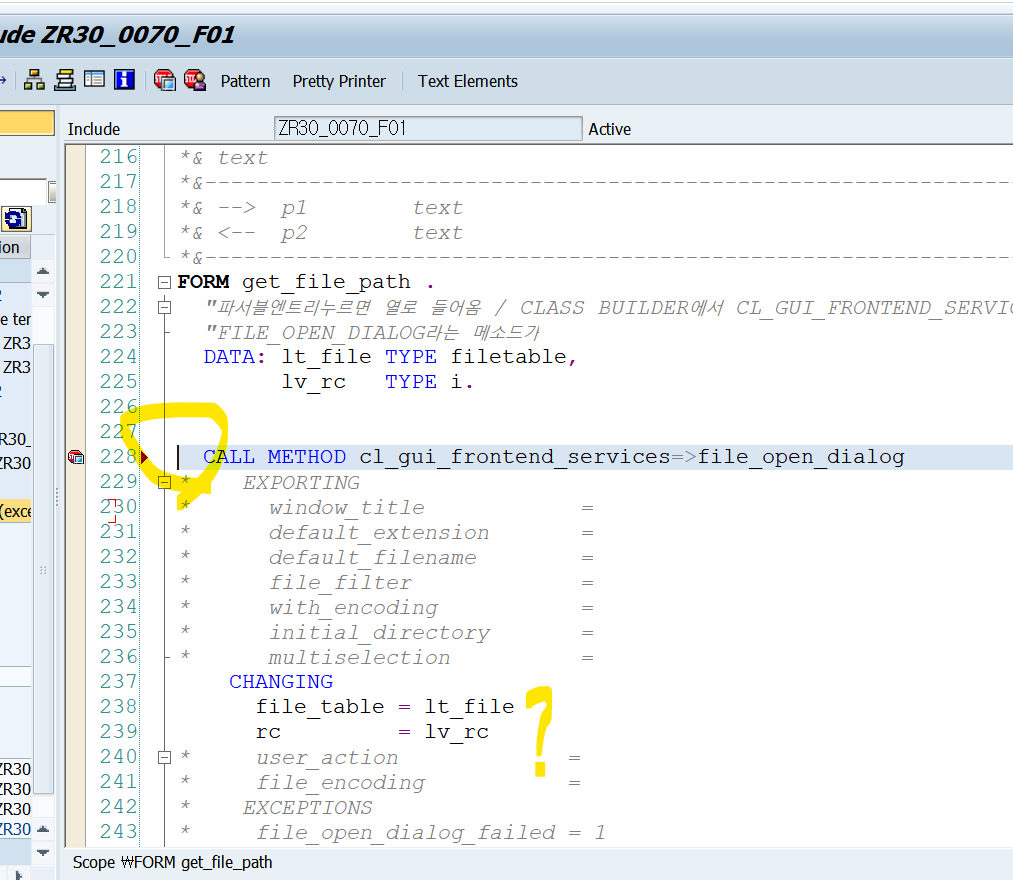 ude ZR30_0070_F01
Pattern Pretty Printer Text Elements
Include ZR30_0070_F01 Active
216 *& text
217 *&---------------------------------------------------------------
218 *& --> p1 text
219 *& <-- p2 text
220 *&---------------------------------------------------------------
221 FORM get_file_path .
222 "파서블엔트리누르면 열로 들어옴 / CLASS BUILDER에서 CL_GUI_FRONTEND_SERVIC
223 "FILE_OPEN_DIALOG라는 메소드가
224 DATA: lt_file TYPE filetable,
225 lv_rc TYPE i.
226
227
228 CALL METHOD cl_gui_frontend_services=>file_open_dialog
229 * EXPORTING
230 * window_title =
231 * default_extension =
232 * default_filename =
233 * file_filter =
234 * with_encoding =
235 * initial_directory =
236 * multiselection =
237 CHANGING
238 file_table = lt_file
239 rc = lv_rc
?
240 * user_action =
241 * file_encoding =
242 * EXCEPTIONS
243 * file_open_dialog_failed = 1
Scope ₩FORM get_file_path
ion
2
e ter
ZR3
ZR3
2
R30_
ZR30
(exce
ZR30
ZR30
ZR30
ZR30